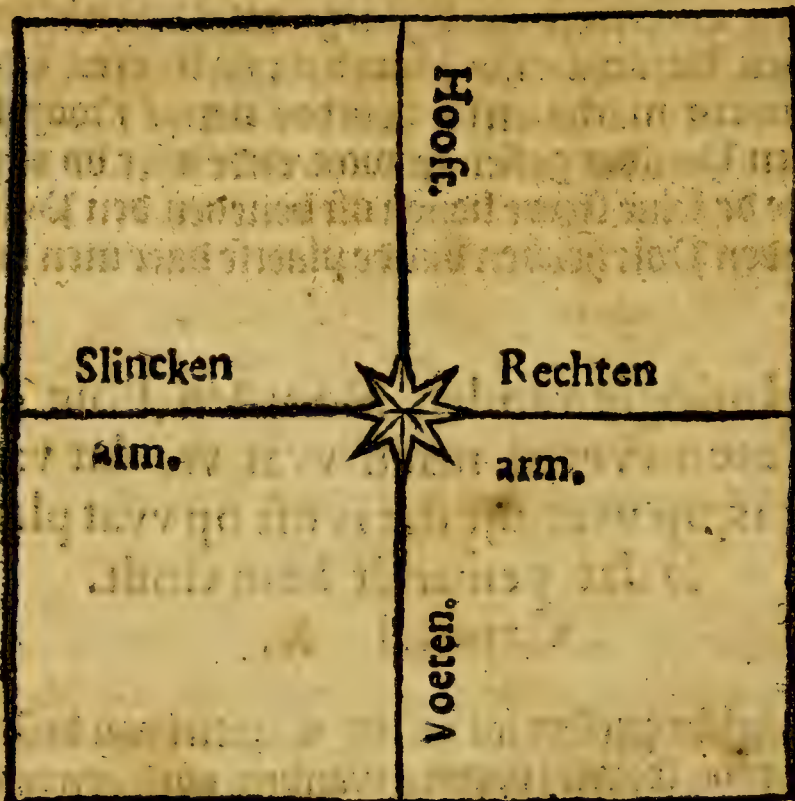 Hooft.
Slincken
arm.
Rechten
arm.
Voeten.